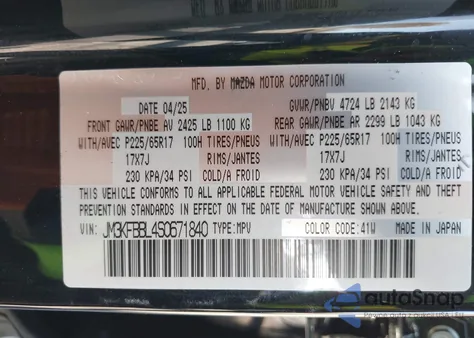 MFD. BY MAZDA MOTOR CORPORATION
DATE 04/25 GVWR/PNBV 4724 LB 2143 KG
FRONT GAWR/PNBE AV 2425 LB 1100 KG REAR GAWR/PNBE AR 2299 LB 1043 KG
WITH/AVEC P225/65R17 100H TIRES/PNEUS WITH/AVEC P225/65R17 100H TIRES/PNEUS
17X7J RIMS/JANTES 17X7J RIMS/JANTES
230 KPA/34 PSI COLD/A FROID 230 KPA/34 PSI COLD/A FROID
THIS VEHICLE CONFORMS TO ALL APPLICABLE FEDERAL MOTOR VEHICLE SAFETY AND THEFT
PREVENTION STANDARDS IN EFFECT ON THE DATE OF MANUFACTURE SHOWN ABOVE.
VIN: JM3KFBBL4S0671840 TYPE: MPV COLOR CODE: 41W MADE IN JAPAN
autoSnap